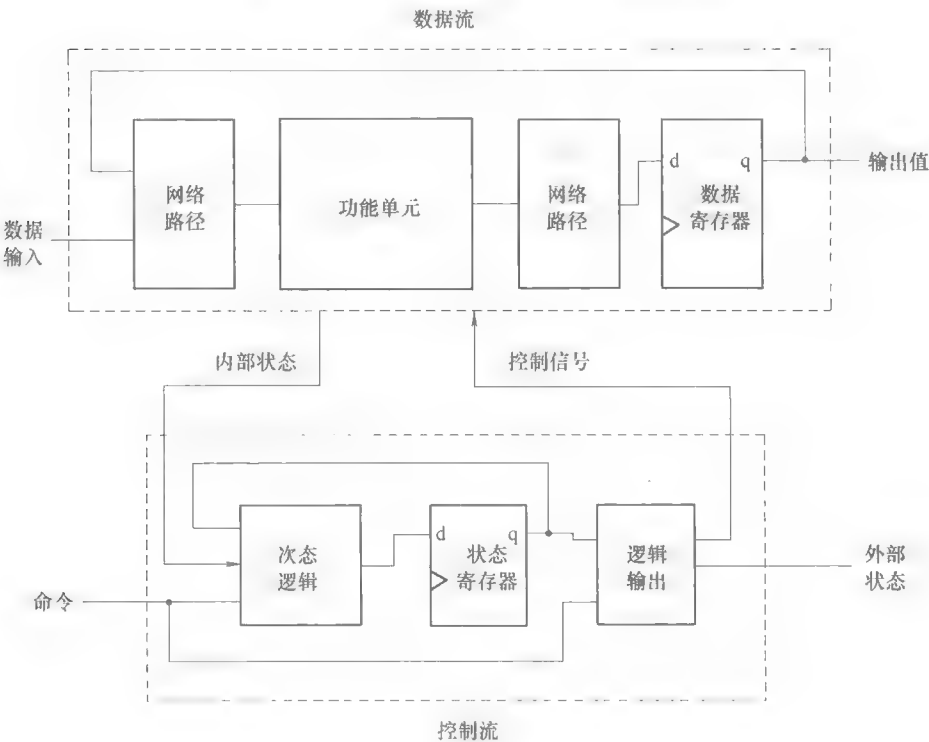 数据流
网络
路径
功能单元
网络
路径
d
q
数据
寄存器
输出值
数据
输入
内部状态
控制信号
次态
逻辑
d
q
状态
寄存器
逻辑
输出
外部
状态
命令
控制流